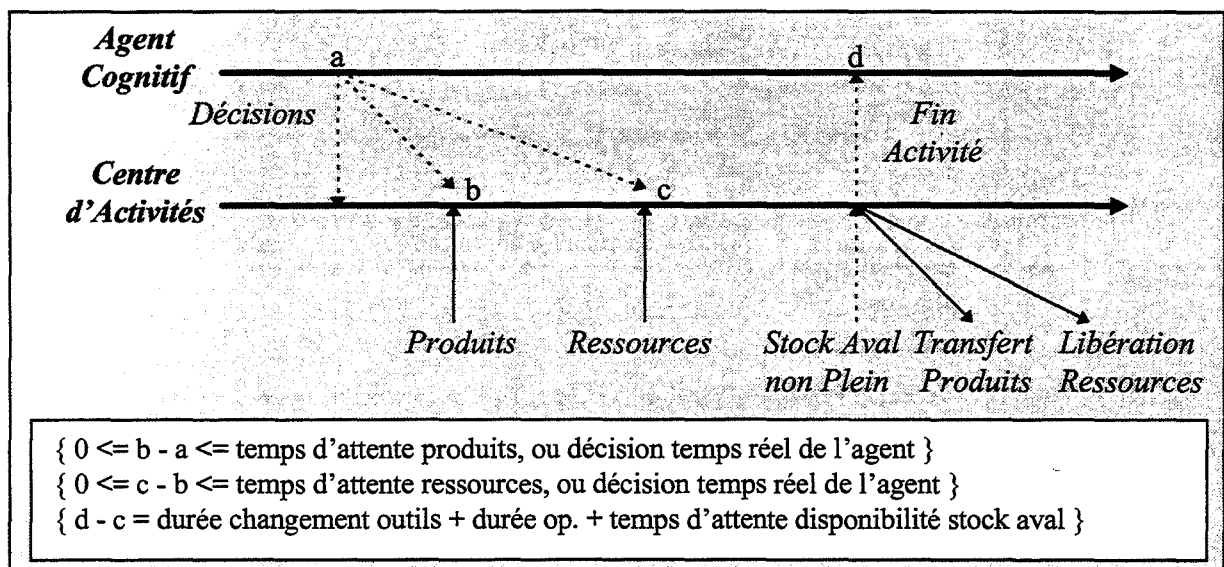 Agent
Cognitif
a
d
Décisions
Fin
Activité
Centre
d'Activités
b
c
Produits
Ressources
Stock Aval
non Plein
Transfert
Produits
Libération
Ressources
{ 0 <= b - a <= temps d'attente produits, ou décision temps réel de l'agent }
{ 0 <= c - b <= temps d'attente ressources, ou décision temps réel de l'agent }
{ d - c = durée changement outils + durée op. + temps d'attente disponibilité stock aval }